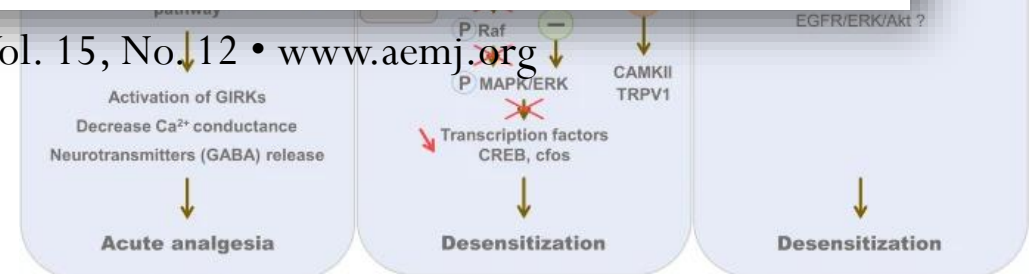 pathway
EGFR/ERK/Akt ?
P Raf
−
ol. 15, No. 12 • www.aemj.org
P MAPK/ERK
CAMKII
TRPV1
Activation of GIRKs
Decrease Ca²⁺ conductance
Neurotransmitters (GABA) release
Transcription factors
CREB, cfos
Acute analgesia
Desensitization
Desensitization